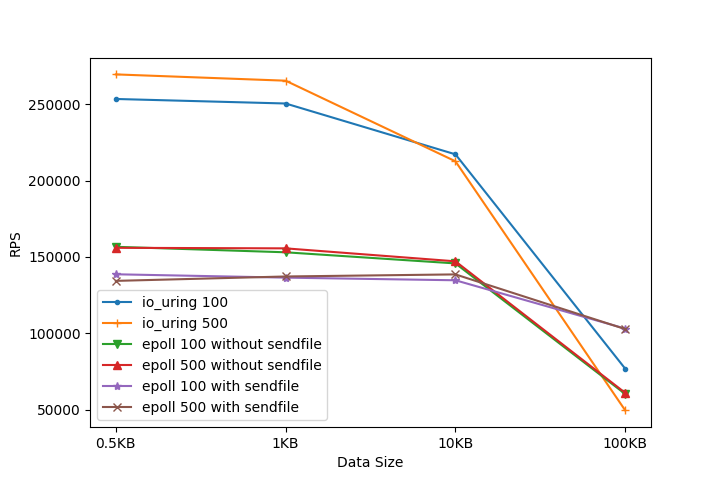 250000
200000
150000
100000
50000
RPS
io_uring 100
io_uring 500
epoll 100 without sendfile
epoll 500 without sendfile
epoll 100 with sendfile
epoll 500 with sendfile
0.5KB 1KB 10KB 100KB
Data Size